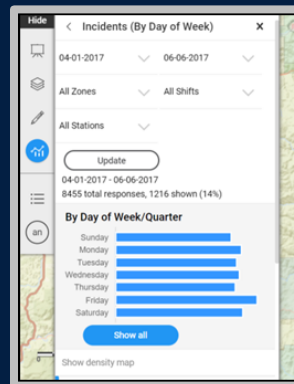 Hide
< Incidents (By Day of Week) x
04-01-2017 06-06-2017
All Zones All Shifts
All Stations
Update
04-01-2017 - 06-06-2017
8455 total responses, 1216 shown (14%)
By Day of Week/Quarter
Sunday
Monday
Tuesday
Wednesday
Thursday
Friday
Saturday
Show all
Show density map
an